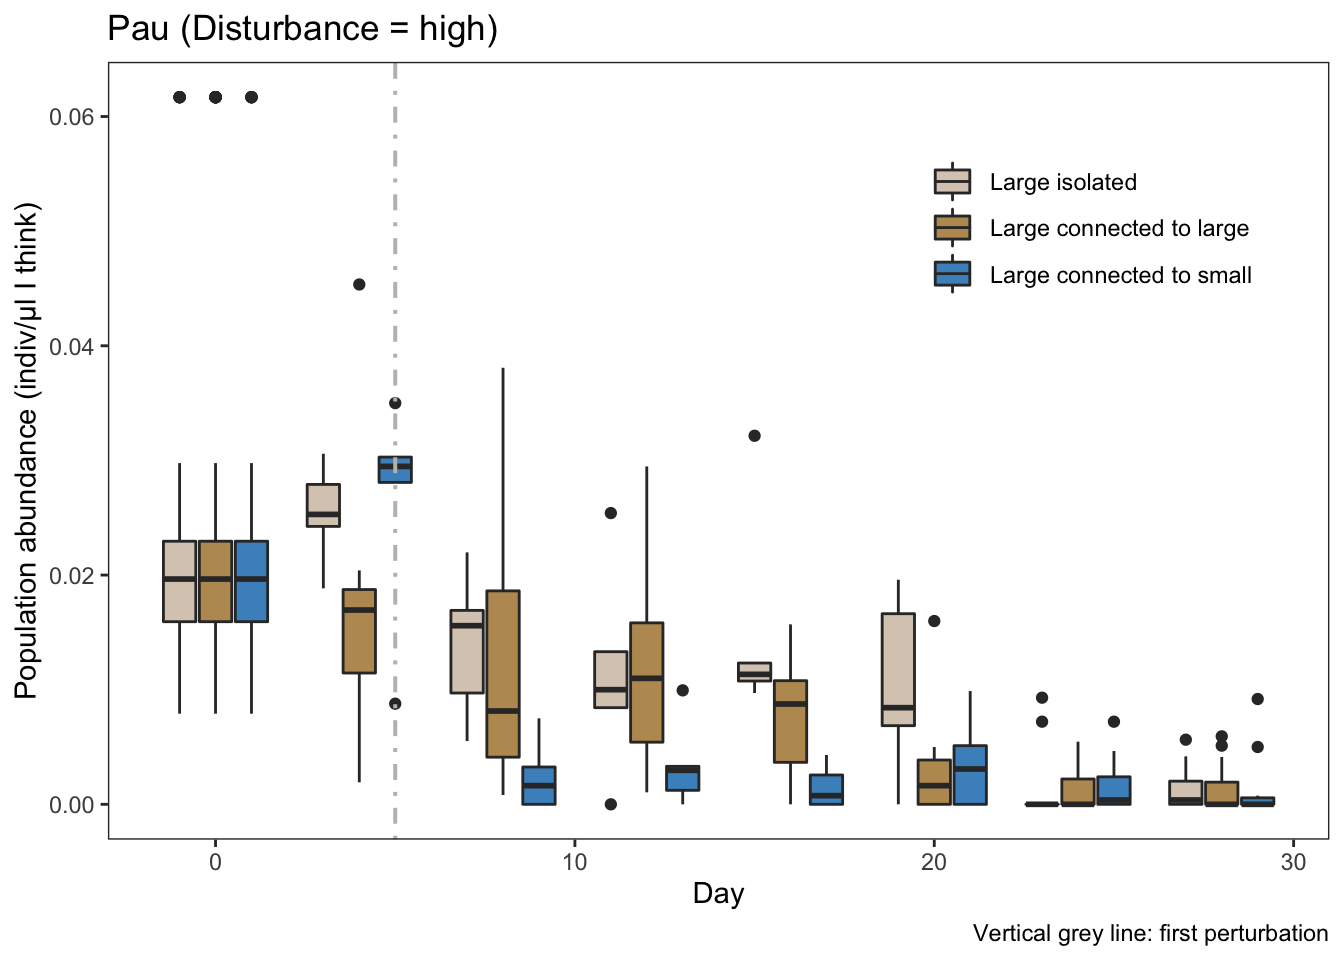 Pau (Disturbance = high)
Population abundance (indiv/µl I think)
0.06
0.04
0.02
0.00
Large isolated
Large connected to large
Large connected to small
0
10
20
30
Day
Vertical grey line: first perturbation